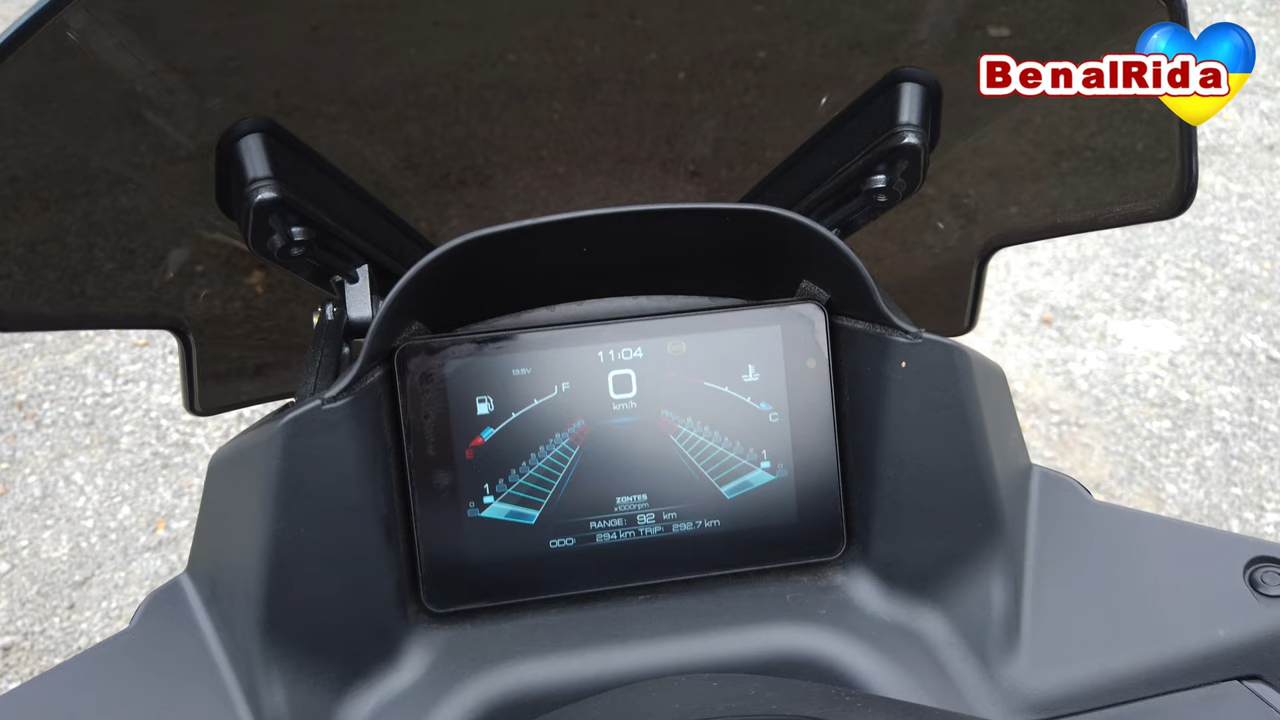 BenalRida
11:04
13.5V
F
0
km/h
C
1
1
0
ZONTES
x1000rpm
RANGE: 92 km
ODO: 294 km TRIP: 292.7 km